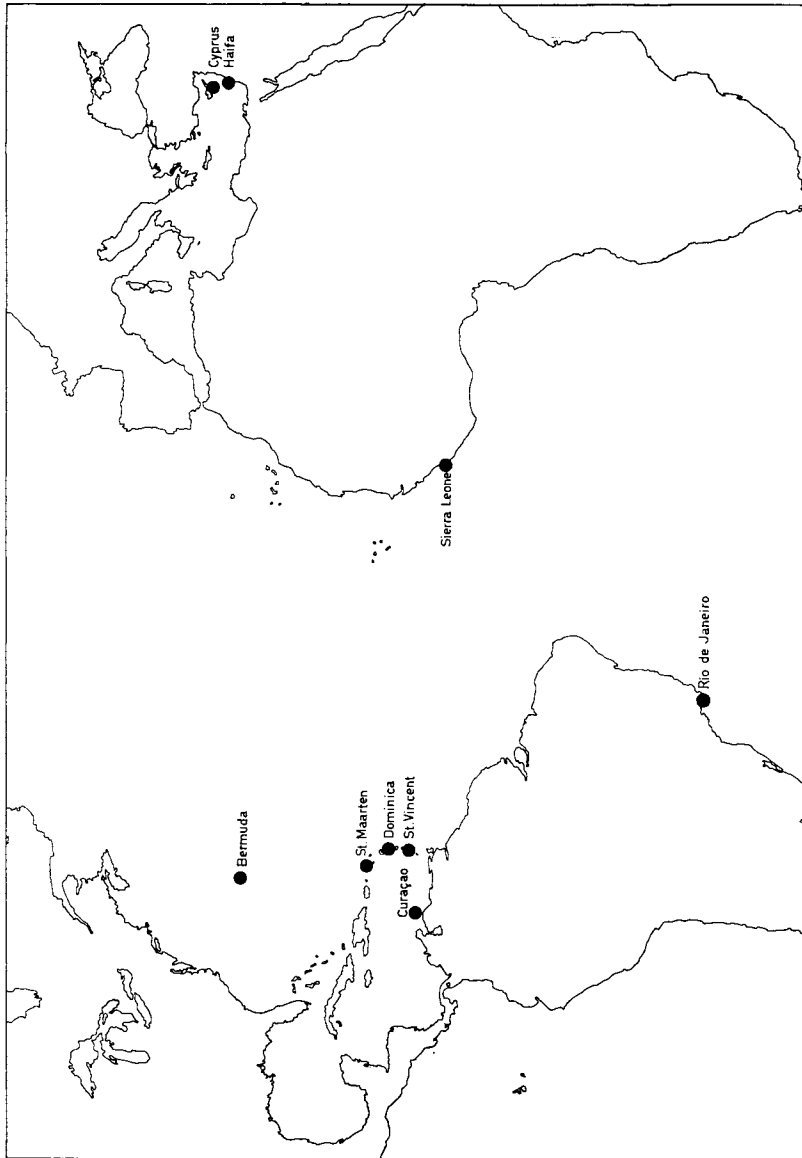 Cyprus
Haifa
Bermuda
St. Maarten
Dominica
St. Vincent
Curaçao
Sierra Leone
Rio de Janeiro